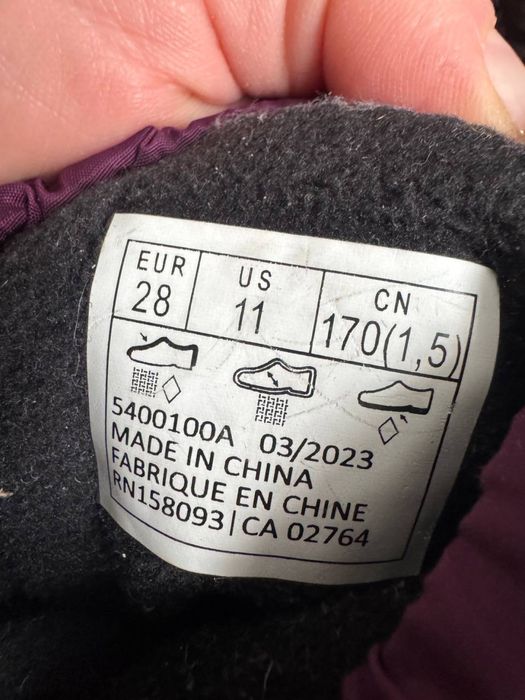 EUR US CN
28 11 170(1,5)
5400100A 03/2023
MADE IN CHINA
FABRIQUE EN CHINE
RN158093 | CA 02764